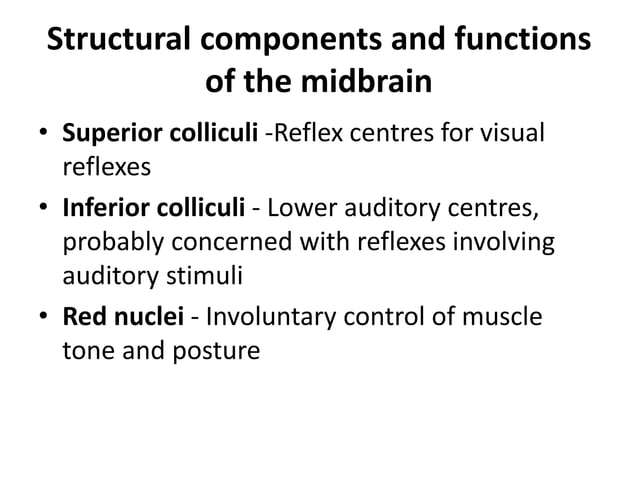 Structural components and functions
of the midbrain
• Superior colliculi -Reflex centres for visual
reflexes
• Inferior colliculi - Lower auditory centres,
probably concerned with reflexes involving
auditory stimuli
• Red nuclei - Involuntary control of muscle
tone and posture